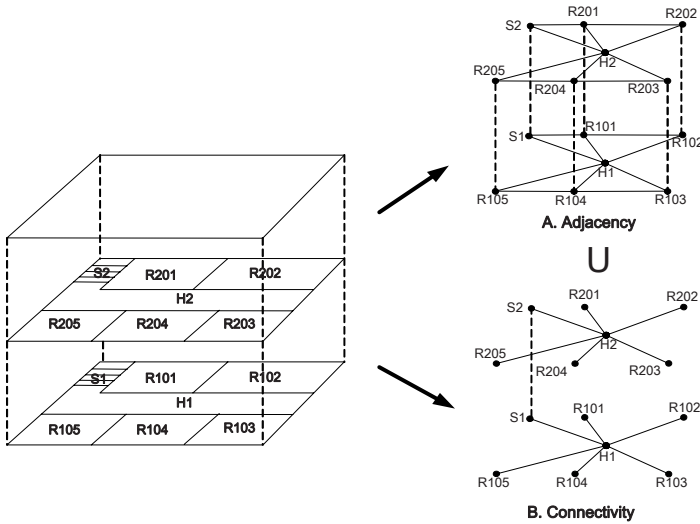 S2 R201 R202
H2
R205 R204 R203
S1 R101 R102
H1
R105 R104 R103
S2 R201 R202
H2
R205 R204 R203
S1 R101 R102
H1
R105 R104 R103
A. Adjacency
U
S2 R201 R202
H2
R205 R204 R203
S1 R101 R102
H1
R105 R104 R103
B. Connectivity